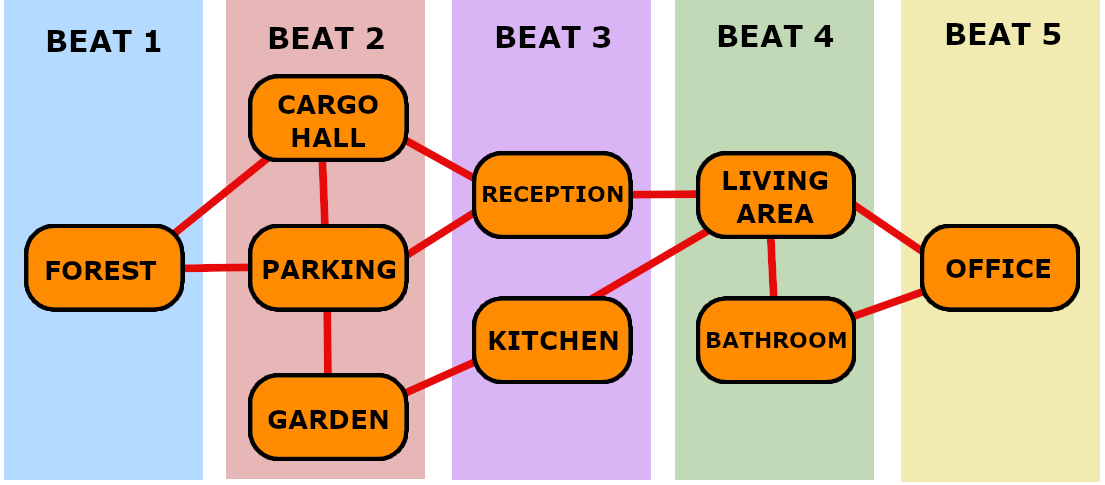 BEAT 1
BEAT 2
BEAT 3
BEAT 4
BEAT 5
FOREST
CARGO
HALL
PARKING
GARDEN
RECEPTION
KITCHEN
LIVING
AREA
BATHROOM
OFFICE